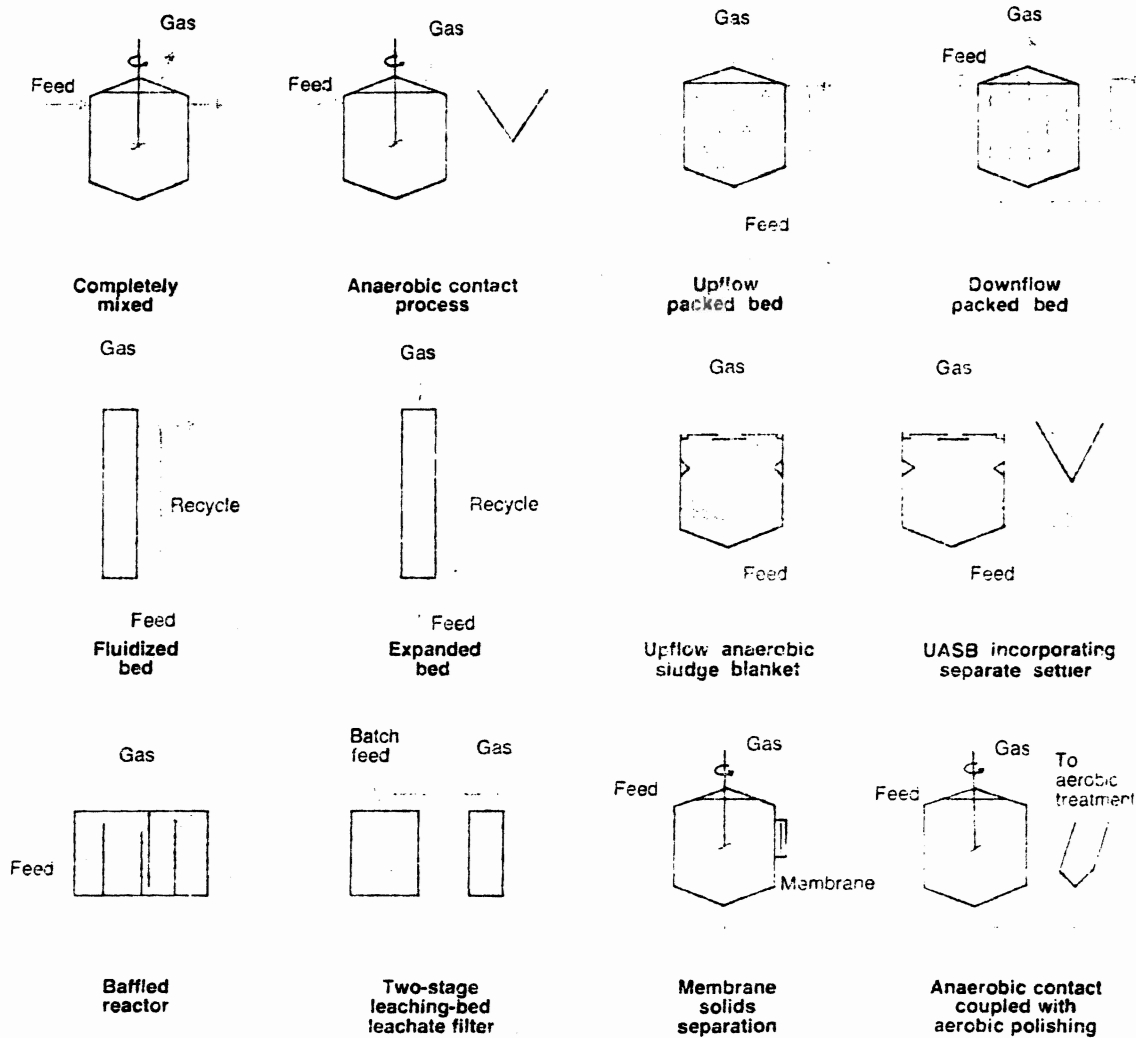 Gas
Feed
Completely
mixed
Gas
Feed
Anaerobic contact
process
Gas
Feed
Upflow
packed bed
Gas
Feed
Downflow
packed bed
Gas
Recycle
Feed
Fluidized
bed
Gas
Recycle
Feed
Expanded
bed
Gas
Feed
Upflow anaerobic
sludge blanket
Gas
Feed
UASB incorporating
separate settler
Gas
Feed
Baffled
reactor
Batch
feed
Gas
Two-stage
leaching-bed
leachate filter
Gas
Feed
Membrane
Membrane
solids
separation
Gas
Feed
To
aerobic
treatment
Anaerobic contact
coupled with
aerobic polishing